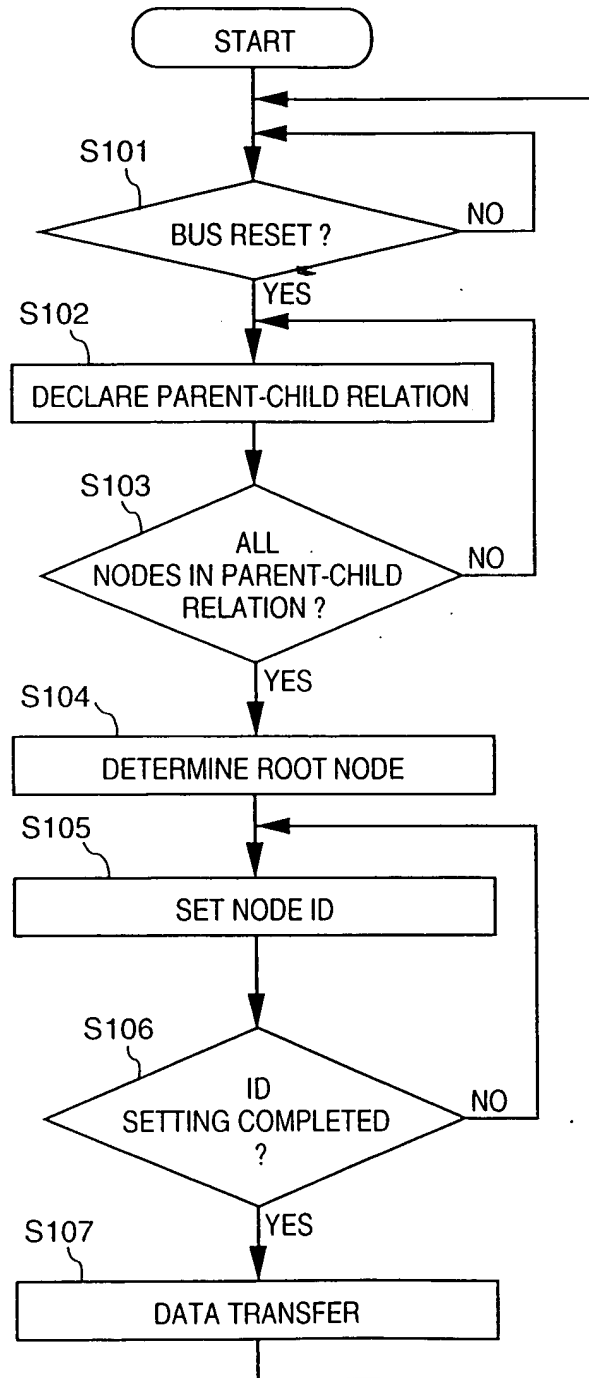 START
S101
BUS RESET ?
NO
YES
S102
DECLARE PARENT-CHILD RELATION
S103
ALL
NODES IN PARENT-CHILD
RELATION ?
NO
YES
S104
DETERMINE ROOT NODE
S105
SET NODE ID
S106
ID
SETTING COMPLETED
?
NO
YES
S107
DATA TRANSFER